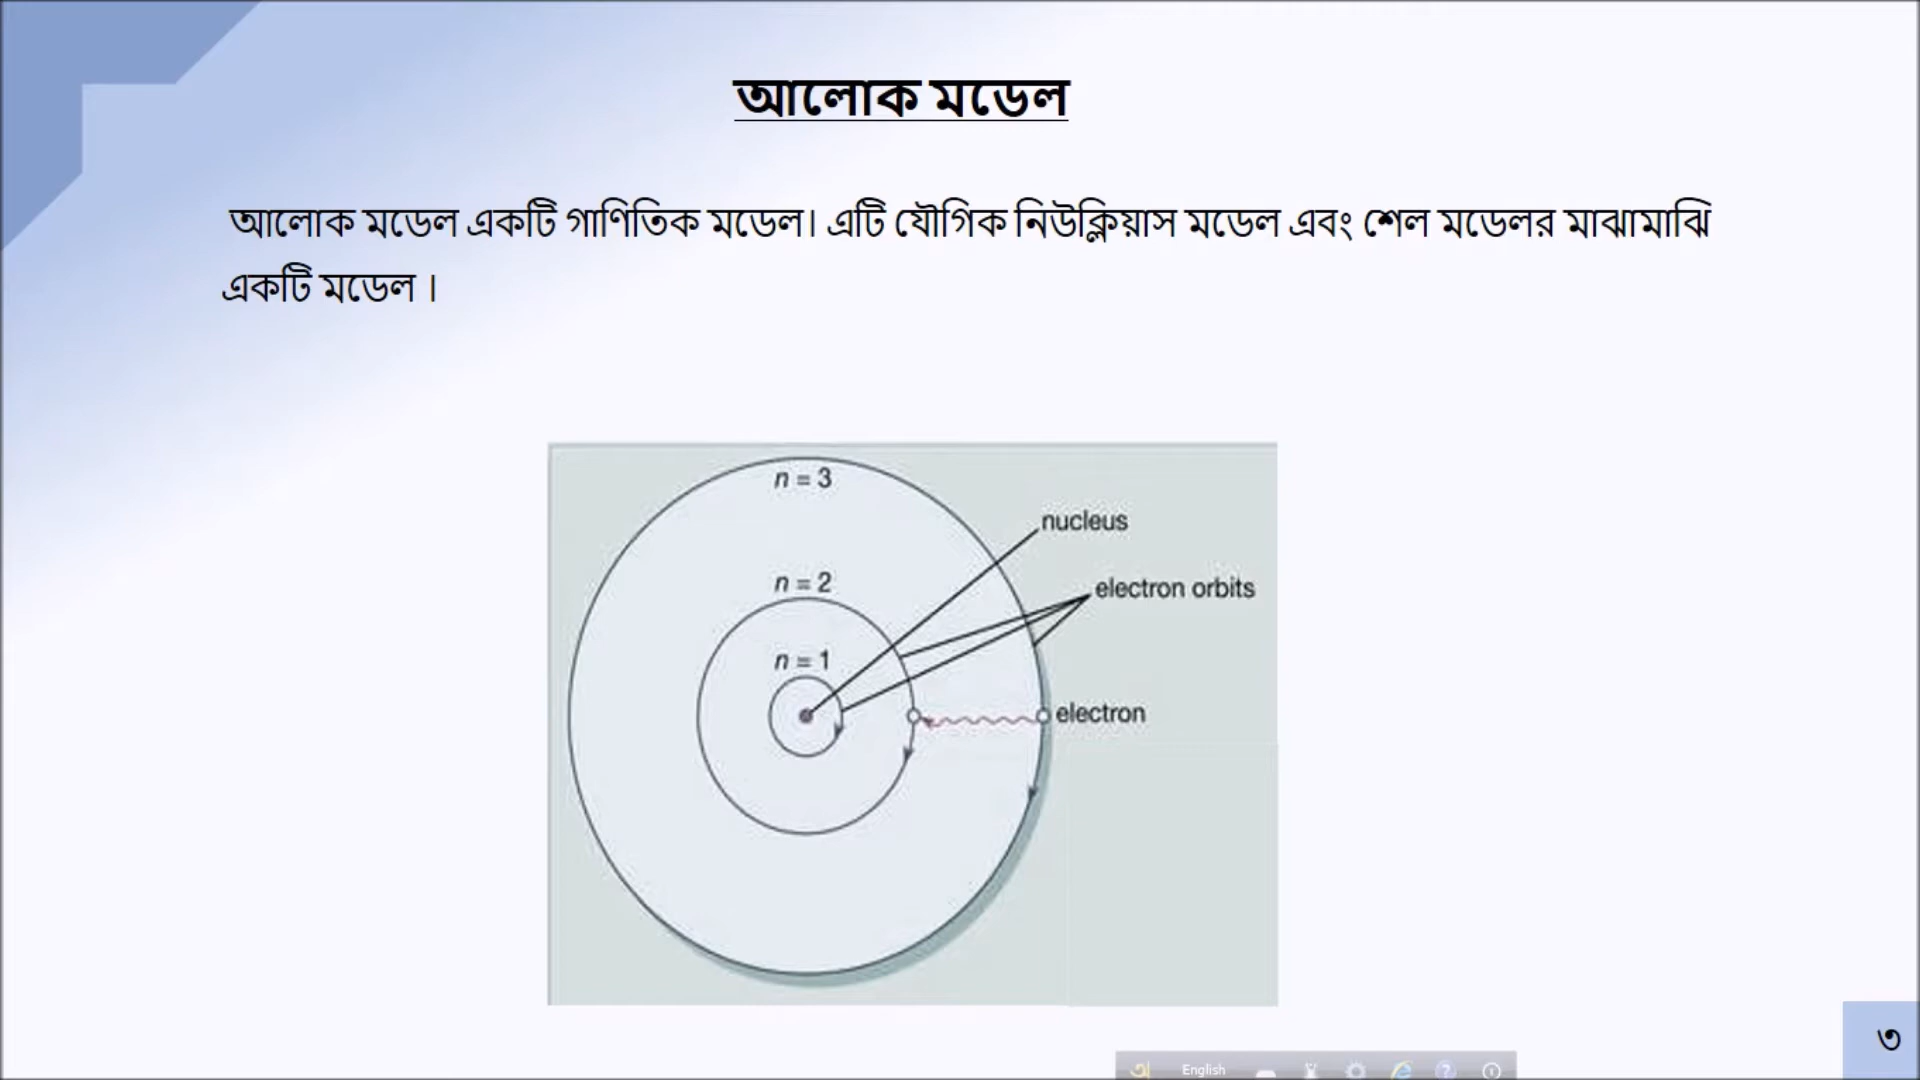 আলোক মডেল
আলোক মডেল একটি গাণিতিক মডেল। এটি যৌগিক নিউক্লিয়াস মডেল এবং শেল মডেলর মাঝামাঝি
একটি মডেল ।
n = 3
nucleus
n = 2
electron orbits
n = 1
electron
৩
অ English